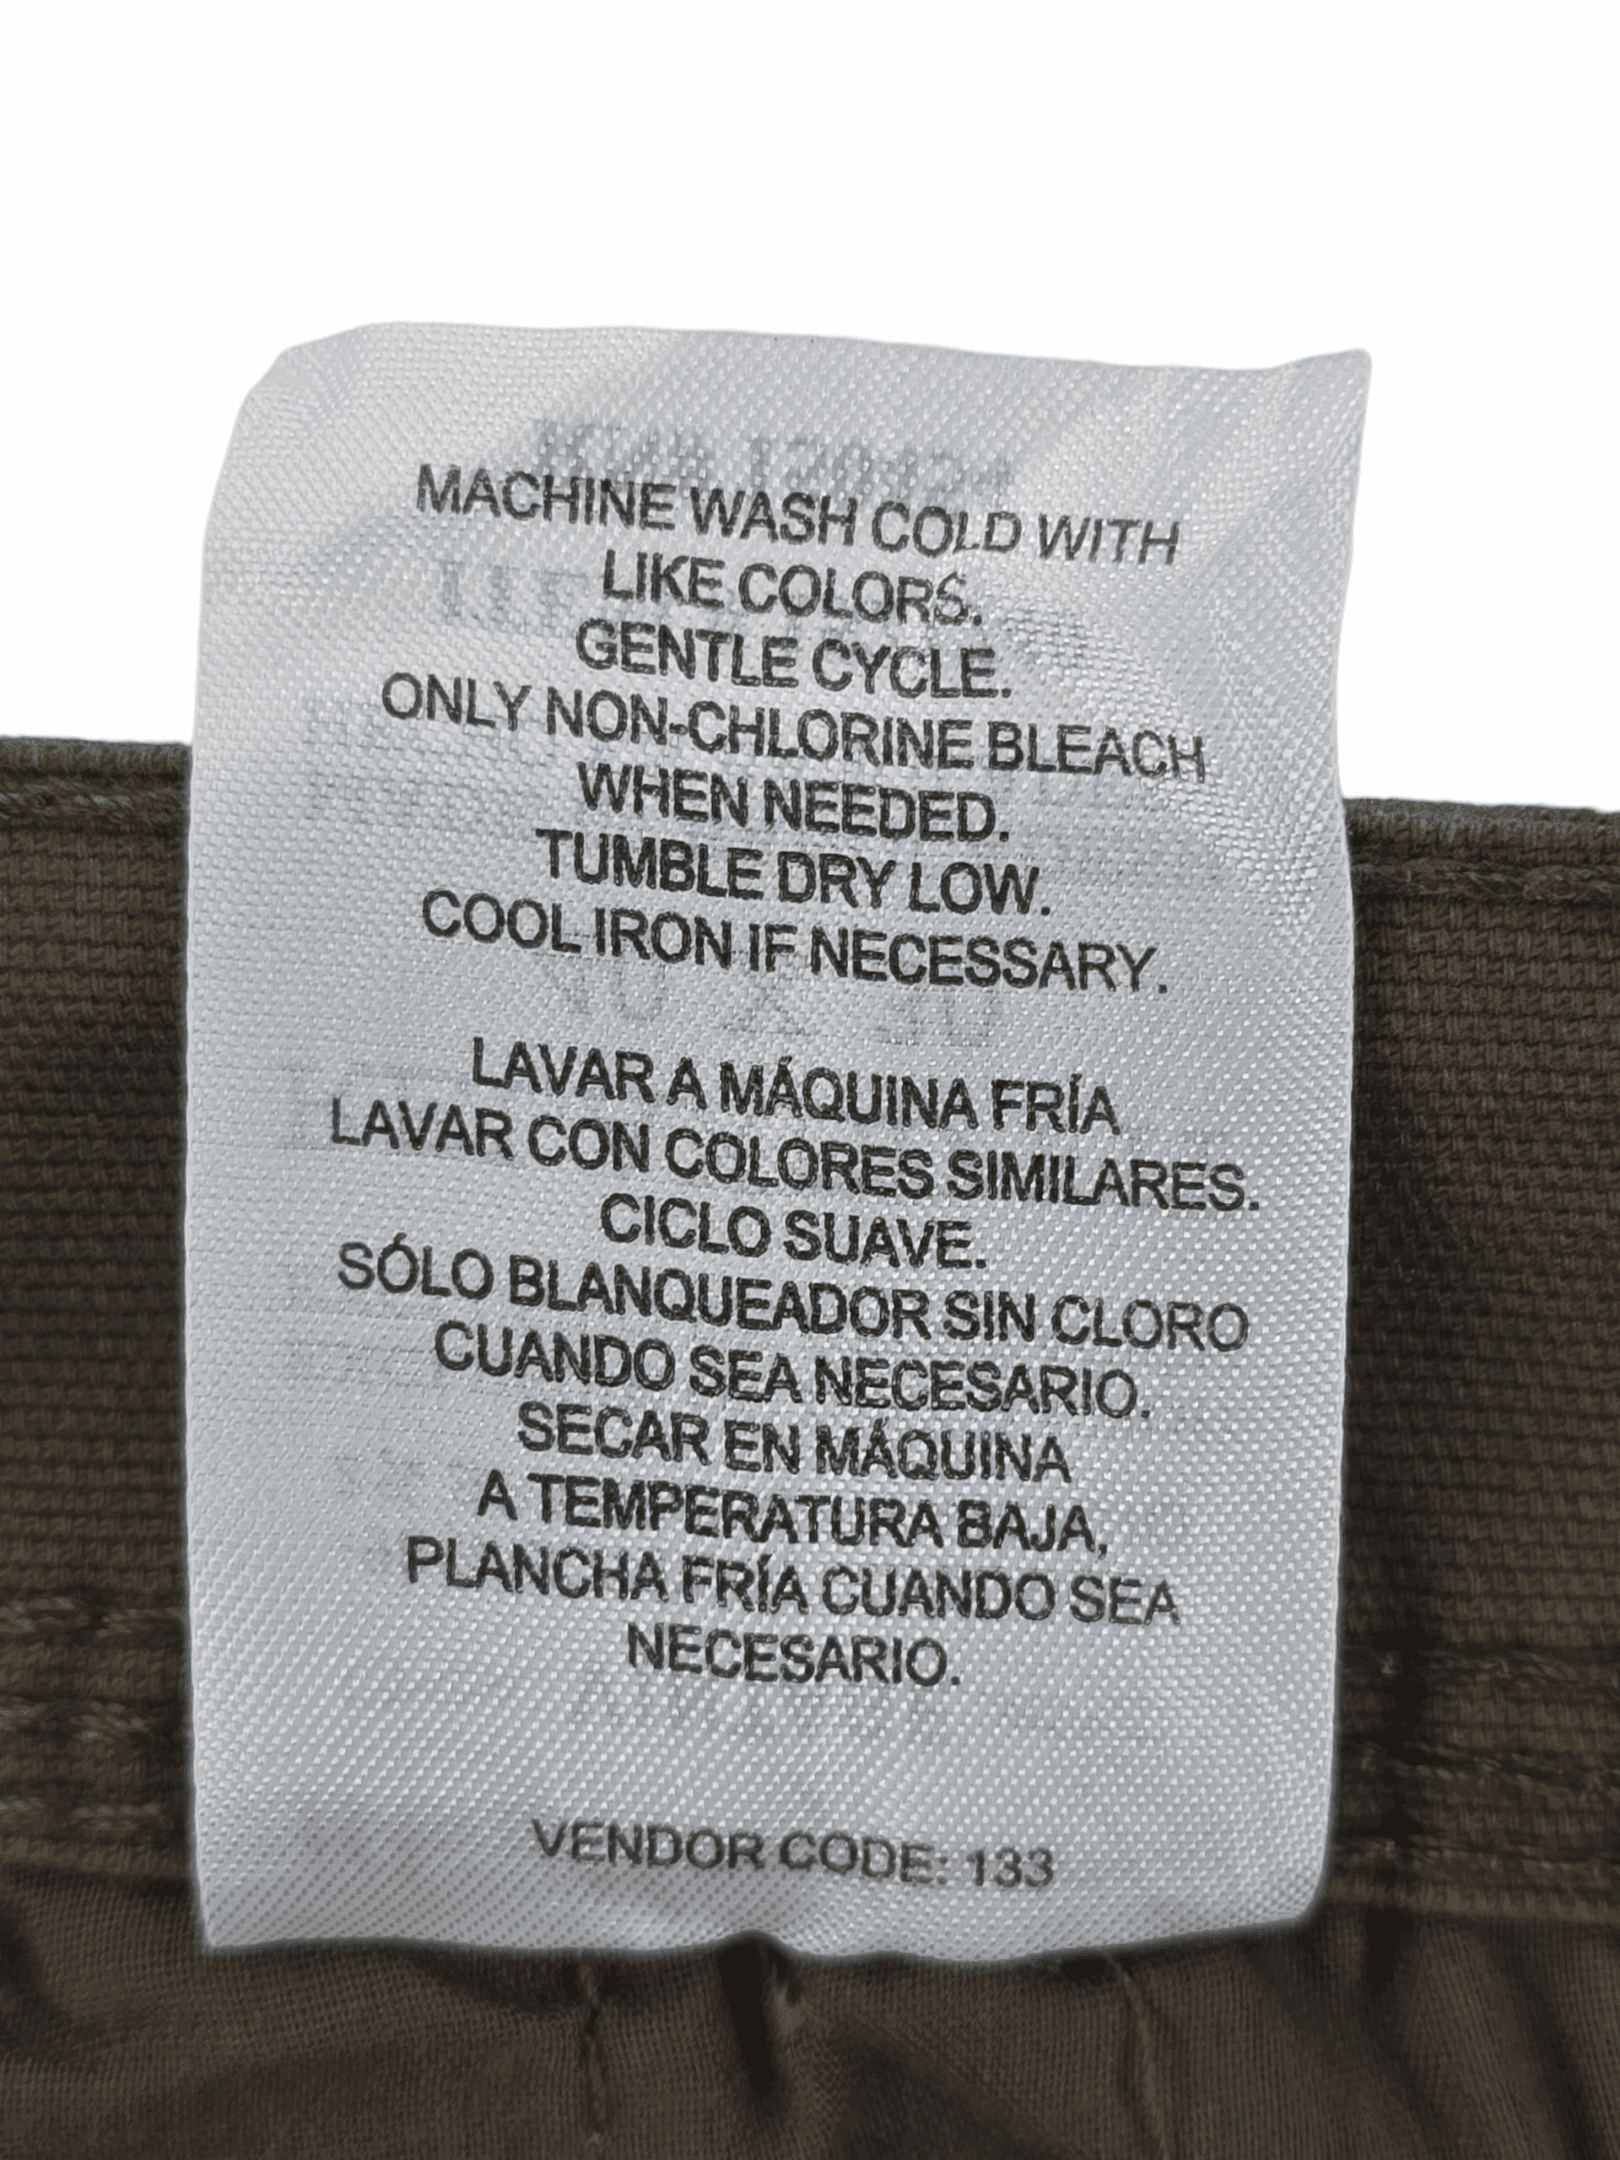 MACHINE WASH COLD WITH
LIKE COLORS.
GENTLE CYCLE.
ONLY NON-CHLORINE BLEACH
WHEN NEEDED.
TUMBLE DRY LOW.
COOL IRON IF NECESSARY.
LAVAR A MÁQUINA FRÍA
LAVAR CON COLORES SIMILARES.
CICLO SUAVE.
SÓLO BLANQUEADOR SIN CLORO
CUANDO SEA NECESARIO.
SECAR EN MÁQUINA
A TEMPERATURA BAJA,
PLANCHA FRÍA CUANDO SEA
NECESARIO.
VENDOR CODE: 133